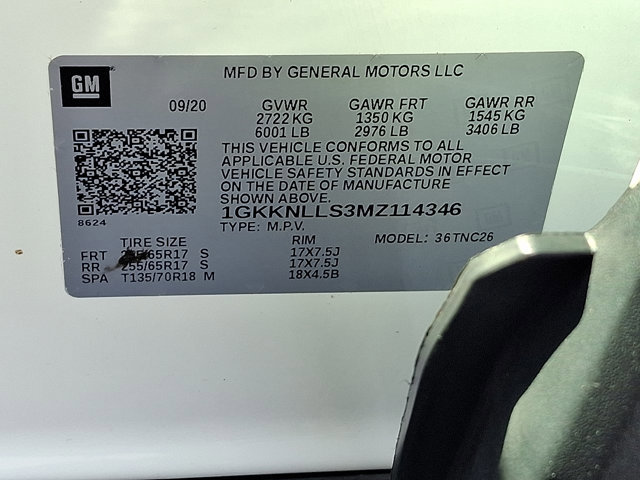 GM
MFD BY GENERAL MOTORS LLC
09/20 GVWR GAWR FRT GAWR RR
2722 KG 1350 KG 1545 KG
6001 LB 2976 LB 3406 LB
THIS VEHICLE CONFORMS TO ALL
APPLICABLE U.S. FEDERAL MOTOR
VEHICLE SAFETY STANDARDS IN EFFECT
ON THE DATE OF MANUFACTURE
SHOWN ABOVE.
1GKKNLLS3MZ114346
8624
TYPE: M.P.V.
TIRE SIZE RIM MODEL: 36TNC26
FRT S 17X7.5J
RR 255/65R17 S 17X7.5J
SPA T135/70R18 M 18X4.5B